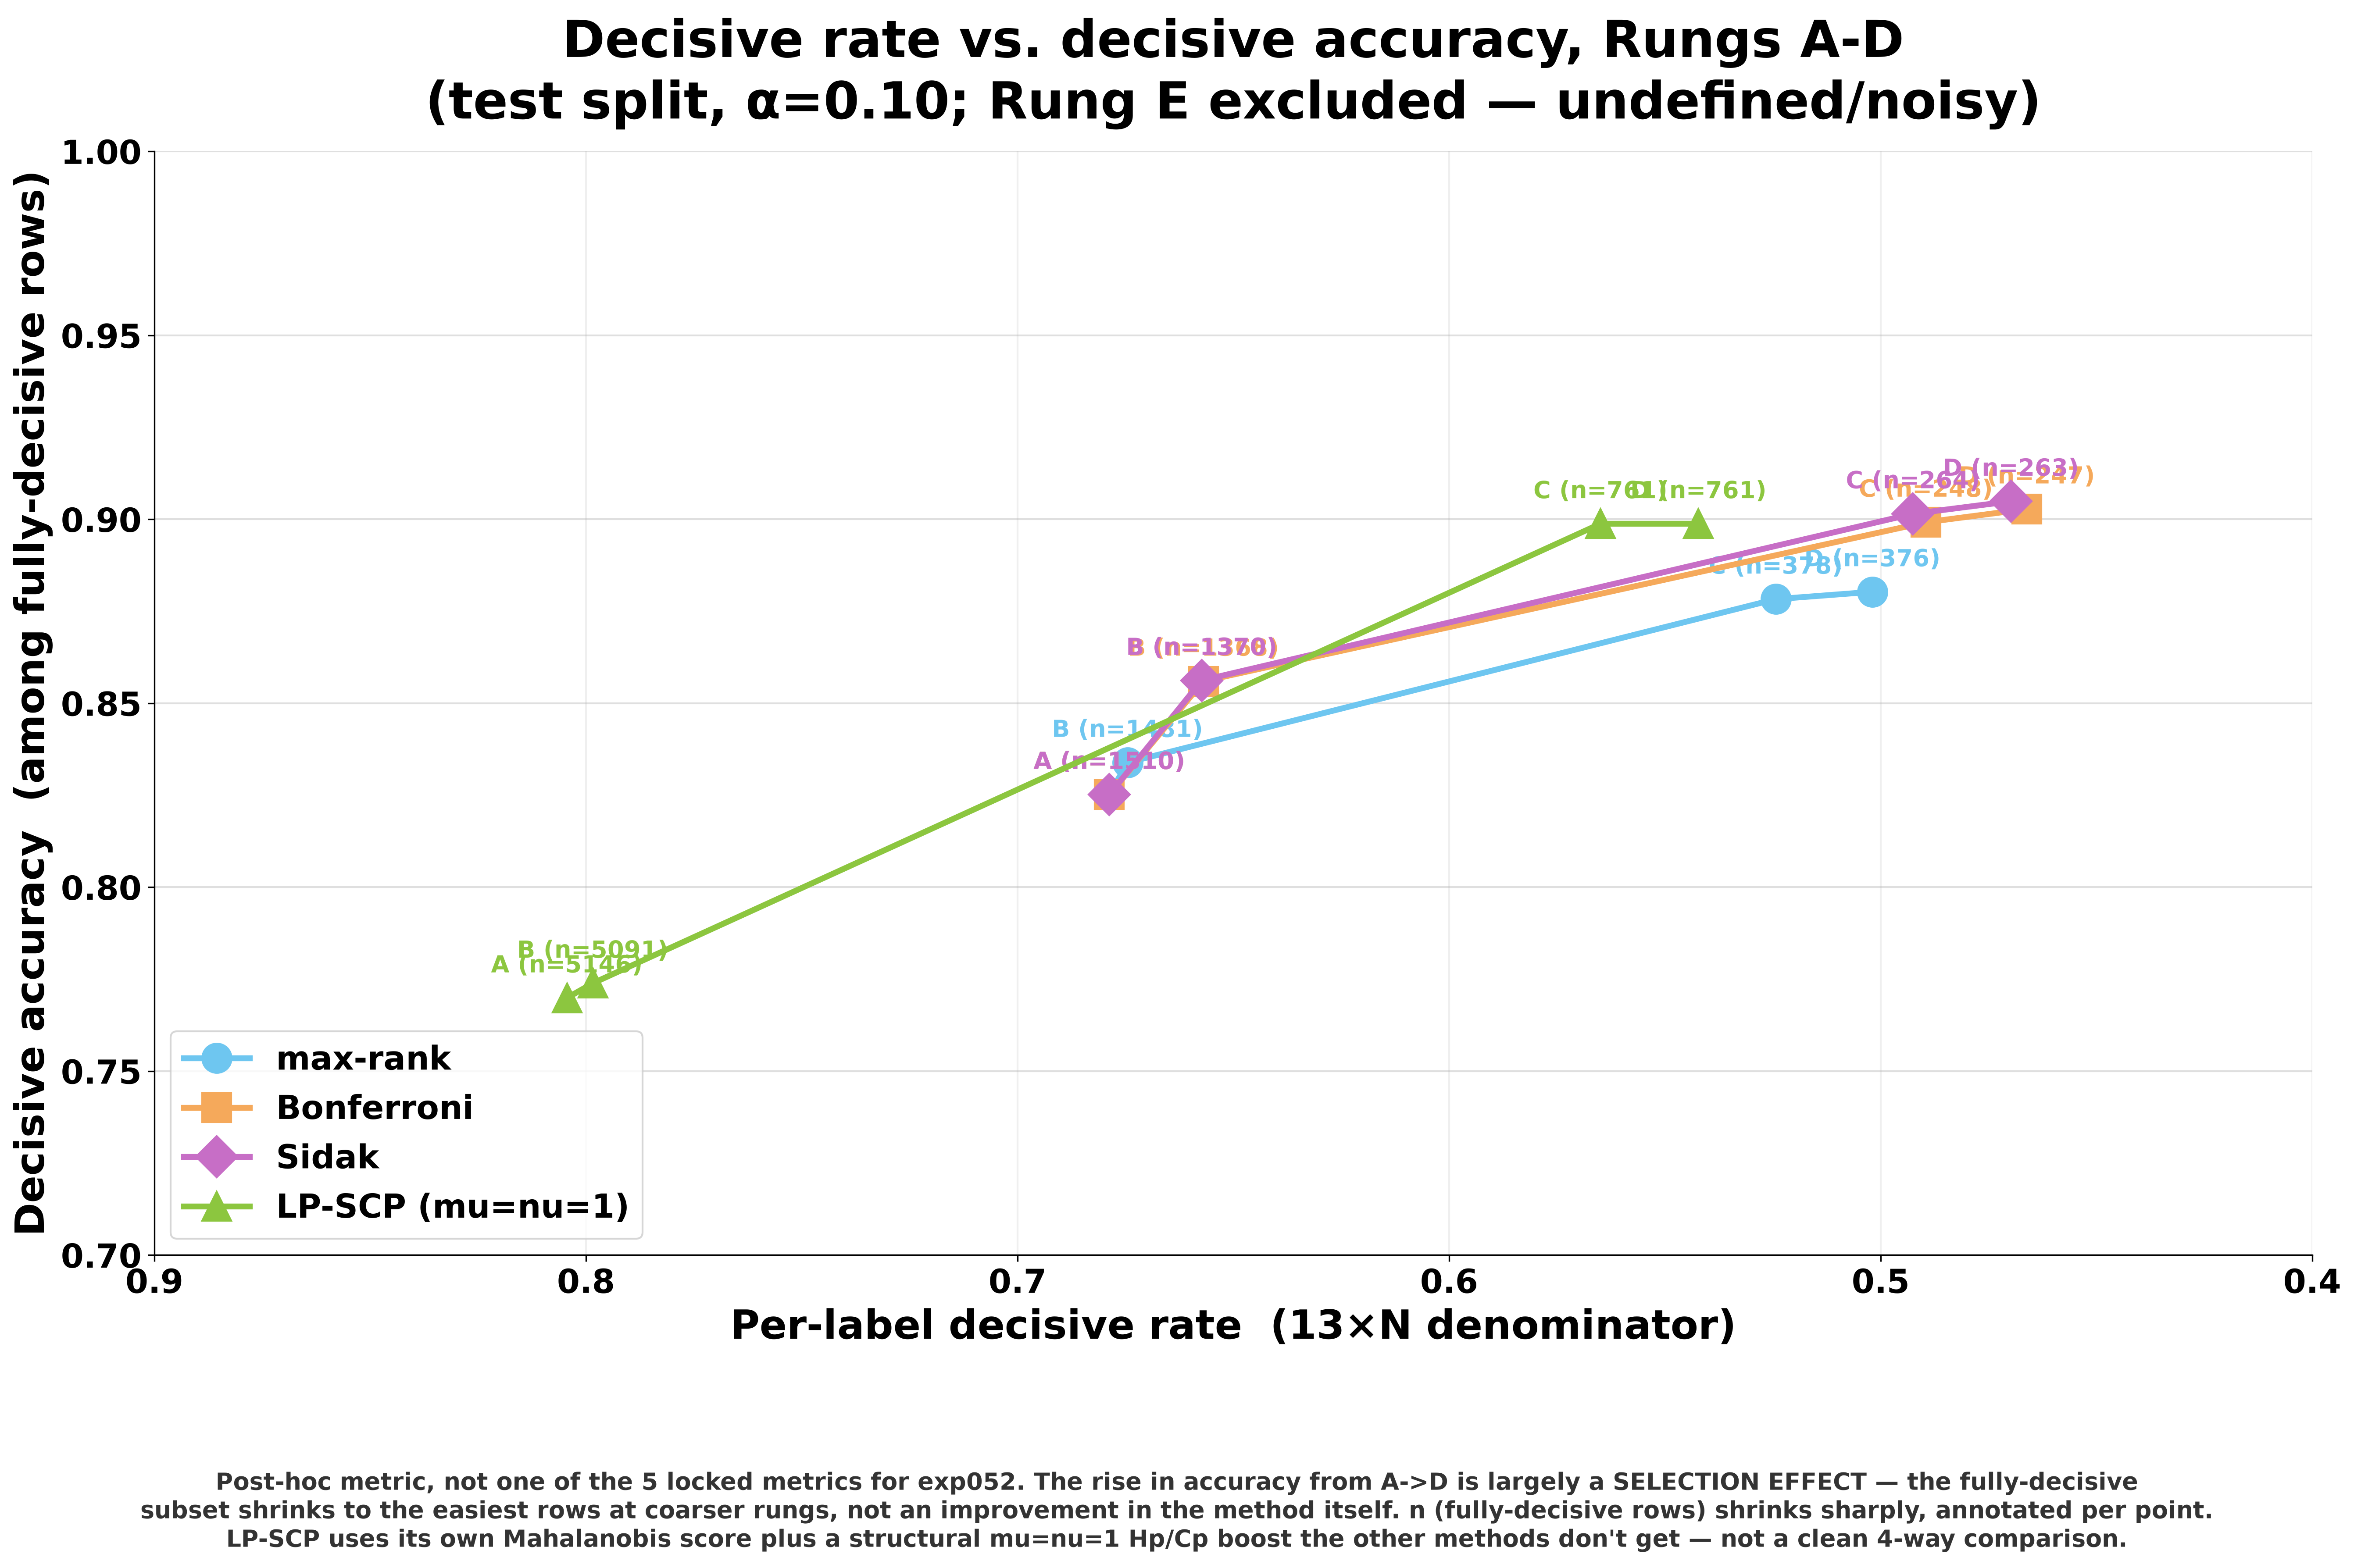 Decisive rate vs. decisive accuracy, Rungs A-D
(test split, α=0.10; Rung E excluded — undefined/noisy)
Decisive accuracy (among fully-decisive rows)
1.00
0.95
0.90
0.85
0.80
0.75
0.70
D (n=263)
(n=247)
C (n=264)
C (n=248)
C (n=761)
(n=761)
(n=378)
(n=376)
B (n=1370)
B
A (n=1510)
B (n=5091)
A (n=5146)
max-rank
Bonferroni
Sidak
LP-SCP (mu=nu=1)
0.9
0.8
0.7
0.6
0.5
0.4
Per-label decisive rate (13×N denominator)
Post-hoc metric, not one of the 5 locked metrics for exp052. The rise in accuracy from A->D is largely a SELECTION EFFECT — the fully-decisive
subset shrinks to the easiest rows at coarser rungs, not an improvement in the method itself. n (fully-decisive rows) shrinks sharply, annotated per point.
LP-SCP uses its own Mahalanobis score plus a structural mu=nu=1 Hp/Cp boost the other methods don't get — not a clean 4-way comparison.